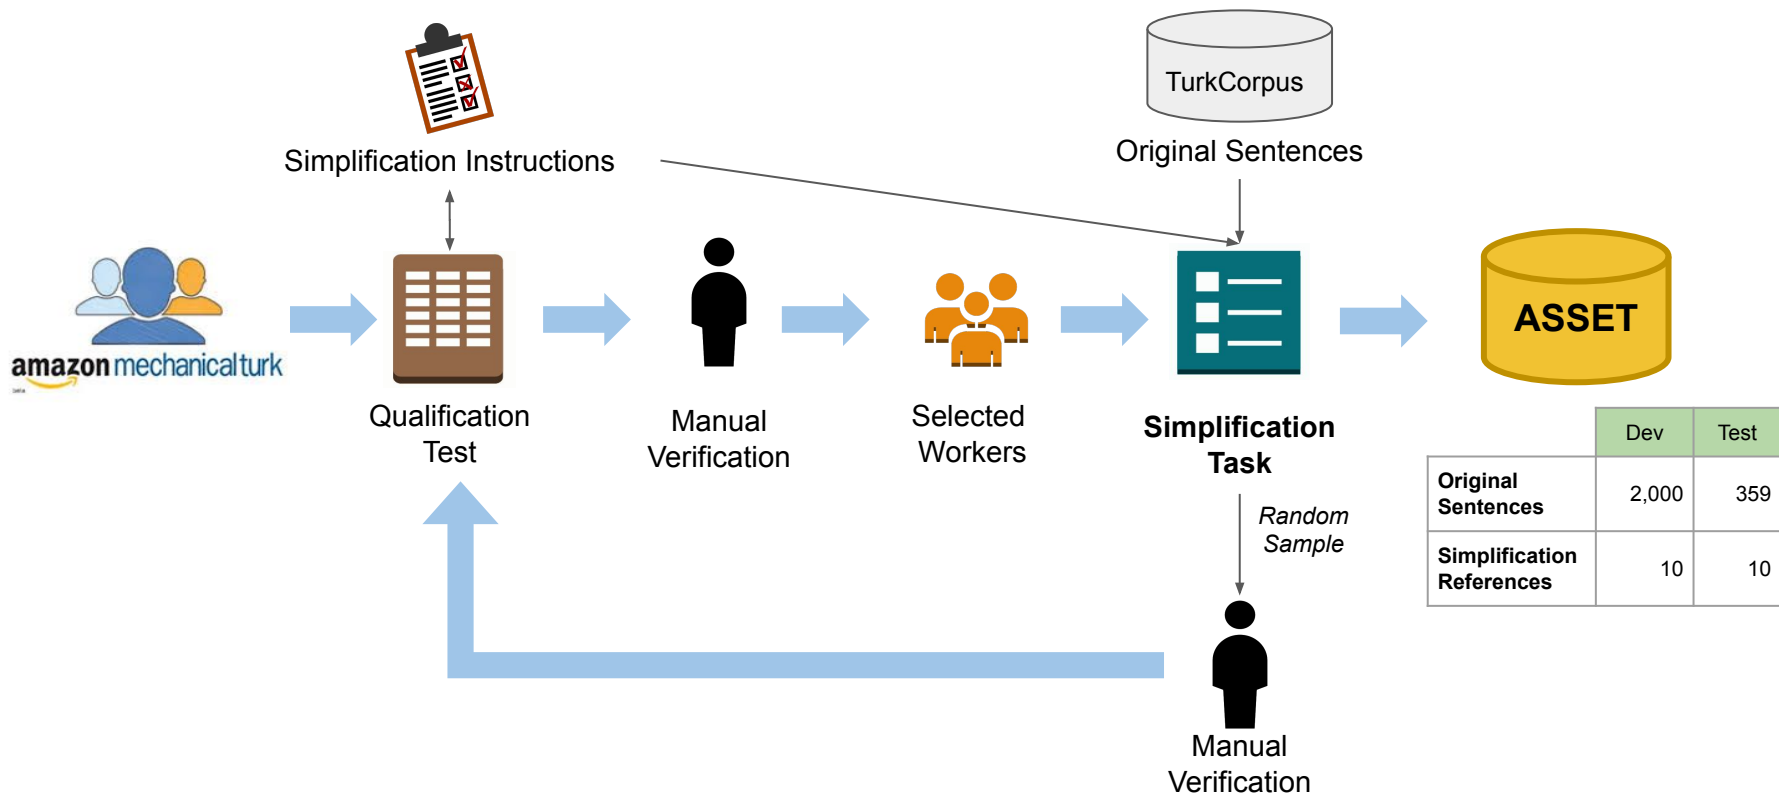 TurkCorpus
Simplification Instructions
Original Sentences
amazon mechanical turk
ASSET
Qualification
Test
Manual
Verification
Selected
Workers
Simplification
Task
Random
Sample
Manual
Verification
Dev Test
Original
Sentences 2,000 359
Simplification
References 10 10